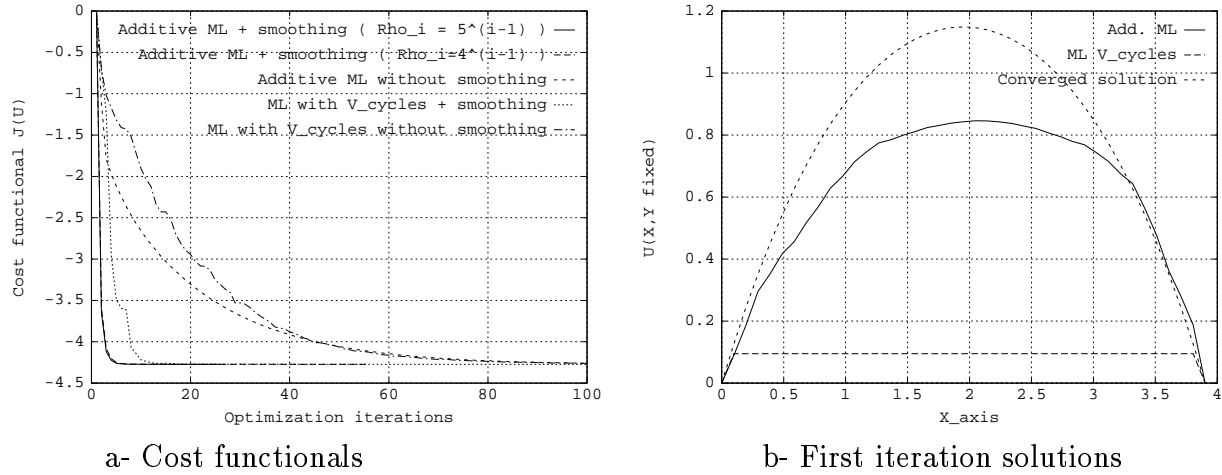 0
-0.5
-1
-1.5
-2
-2.5
-3
-3.5
-4
-4.5
0
20
40
60
80
100
Cost functional J(U)
Optimization iterations
Additive ML + smoothing ( Rho_i = 5^(i-1) )
Additive ML + smoothing ( Rho_i=4^(i-1) )
Additive ML without smoothing
ML with V_cycles + smoothing
ML with V_cycles without smoothing
a- Cost functionals
1.2
1
0.8
0.6
0.4
0.2
0
0
0.5
1
1.5
2
2.5
3
3.5
4
U(X,Y fixed)
X_axis
Add. ML
ML V_cycles
Converged solution
b- First iteration solutions